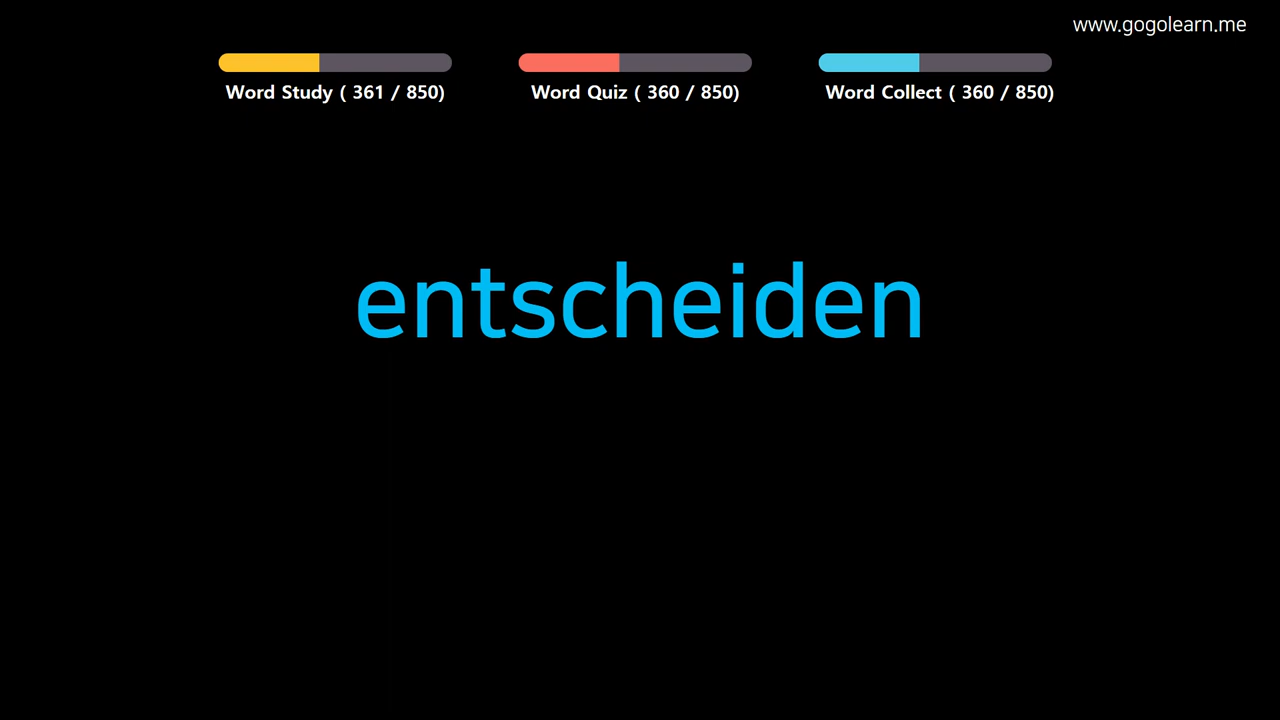 www.gogolearn.me
Word Study ( 361 / 850)
Word Quiz ( 360 / 850)
Word Collect ( 360 / 850)
entscheiden